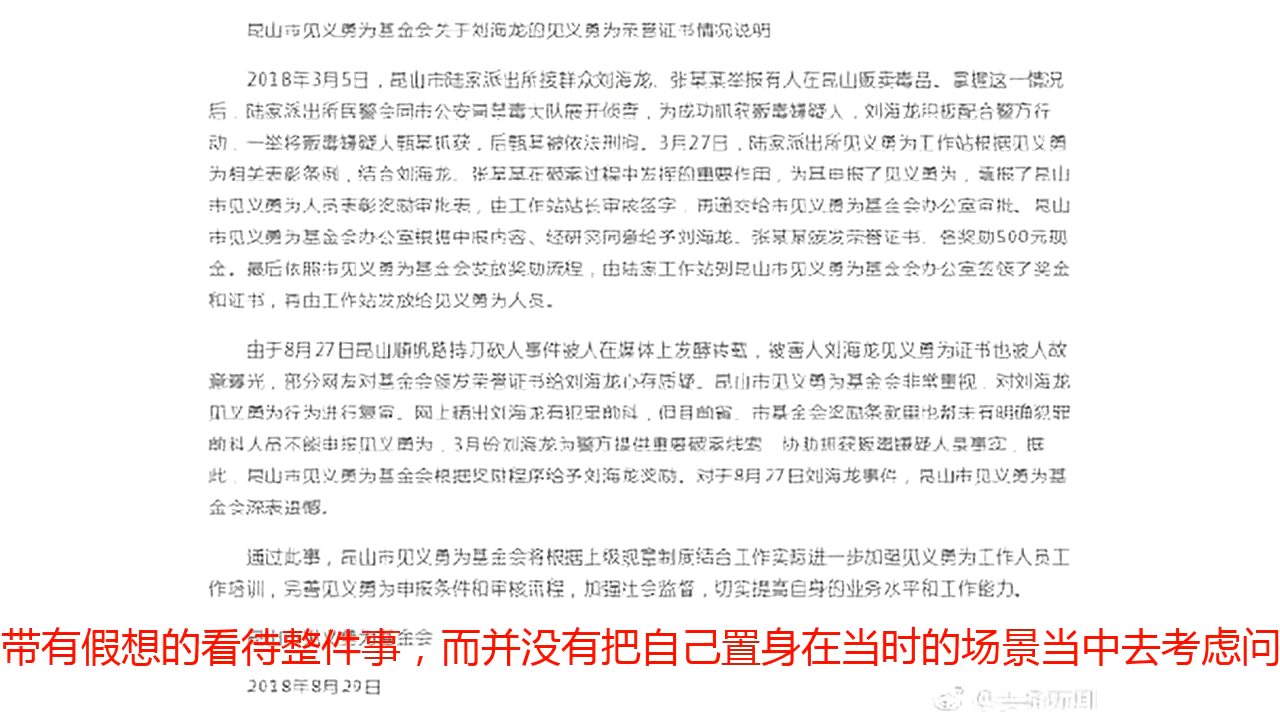 昆山市见义勇为基金会关于刘海龙的见义勇为荣誉证书情况说明
2018年3月5日，昆山市陆家派出所接群众刘海龙、张某某举报有人在昆山贩卖毒品。掌握这一情况
后，陆家派出所民警会同市公安局禁毒大队展开侦查，为成功抓获贩毒嫌疑人，刘海龙积极配合警方行
动，一举将贩毒嫌疑人甄某抓获，后甄某被依法刑拘。3月27日，陆家派出所见义勇为工作站根据见义勇
为相关表彰条例，结合刘海龙、张某某在破案过程中发挥的重要作用，为其申报了见义勇为，填报了昆山
市见义勇为人员表彰奖励审批表，由工作站站长审核签字，再递交给市见义勇为基金会办公室审批。昆山
市见义勇为基金会办公室根据申报内容、经研究同意给予刘海龙、张某某颁发荣誉证书、各奖励500元现
金。最后依照市见义勇为基金会发放奖励流程，由陆家工作站到昆山市见义勇为基金会办公室签领了奖金
和证书，再由工作站发放给见义勇为人员。
由于8月27日昆山顺帆路持刀砍人事件被人在媒体上发酵转载，被害人刘海龙见义勇为证书也被人故
意曝光，部分网友对基金会颁发荣誉证书给刘海龙心存质疑。昆山市见义勇为基金会非常重视，对刘海龙
见义勇为行为进行复审。网上晒出刘海龙有犯罪前科，但目前省、市基金会奖励条款里也都未有明确犯罪
前科人员不能申报见义勇为，3月份刘海龙为警方提供重要破案线索、协助抓获贩毒嫌疑人是事实，据
此，昆山市见义勇为基金会根据奖励程序给予刘海龙奖励。对于8月27日刘海龙事件，昆山市见义勇为基
金会深表遗憾。
通过此事，昆山市见义勇为基金会将根据上级规章制度结合工作实际进一步加强见义勇为工作人员工
作培训，完善见义勇为申报条件和审核流程，加强社会监督，切实提高自身的业务水平和工作能力。
昆山市见义勇为基金会
带有假想的看待整件事，而并没有把自己置身在当时的场景当中去考虑问
2018年8月29日